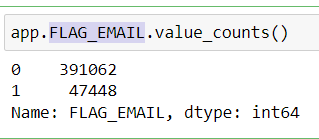 app.FLAG_EMAIL.value_counts()
0    391062
1     47448
Name: FLAG_EMAIL, dtype: int64